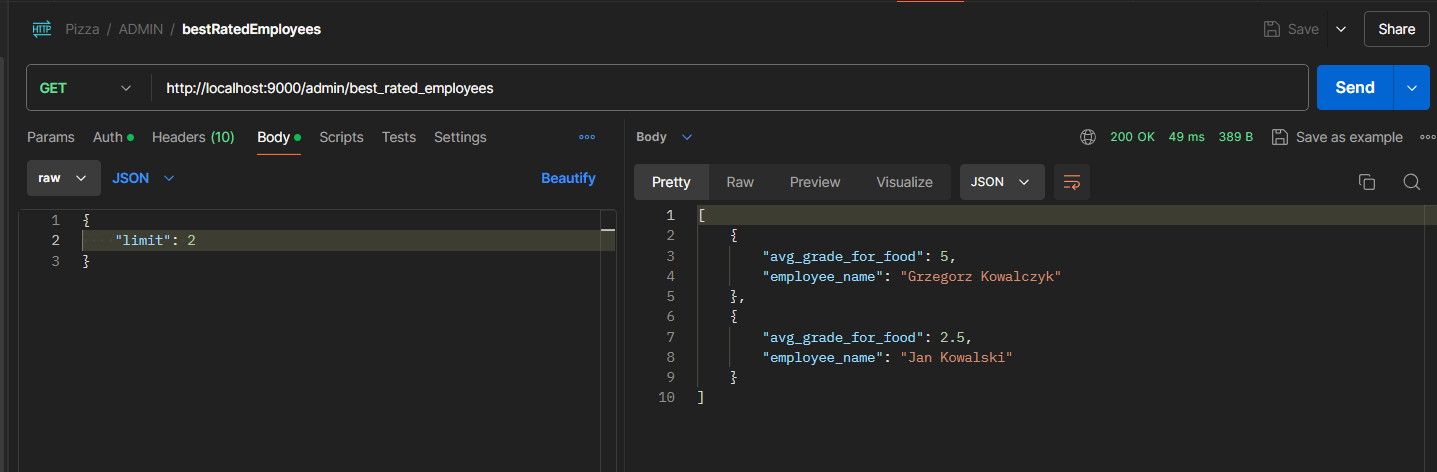 HTTP Pizza / ADMIN / bestRatedEmployees Save Share
GET http://localhost:9000/admin/best_rated_employees Send
Params Auth Headers (10) Body Scripts Tests Settings
raw JSON Beautify
1 {
2 "limit": 2
3 }
Body 200 OK 49 ms 389 B Save as example
Pretty Raw Preview Visualize JSON
1 [
2 {
3 "avg_grade_for_food": 5,
4 "employee_name": "Grzegorz Kowalczyk"
5 },
6 {
7 "avg_grade_for_food": 2.5,
8 "employee_name": "Jan Kowalski"
9 }
10 ]